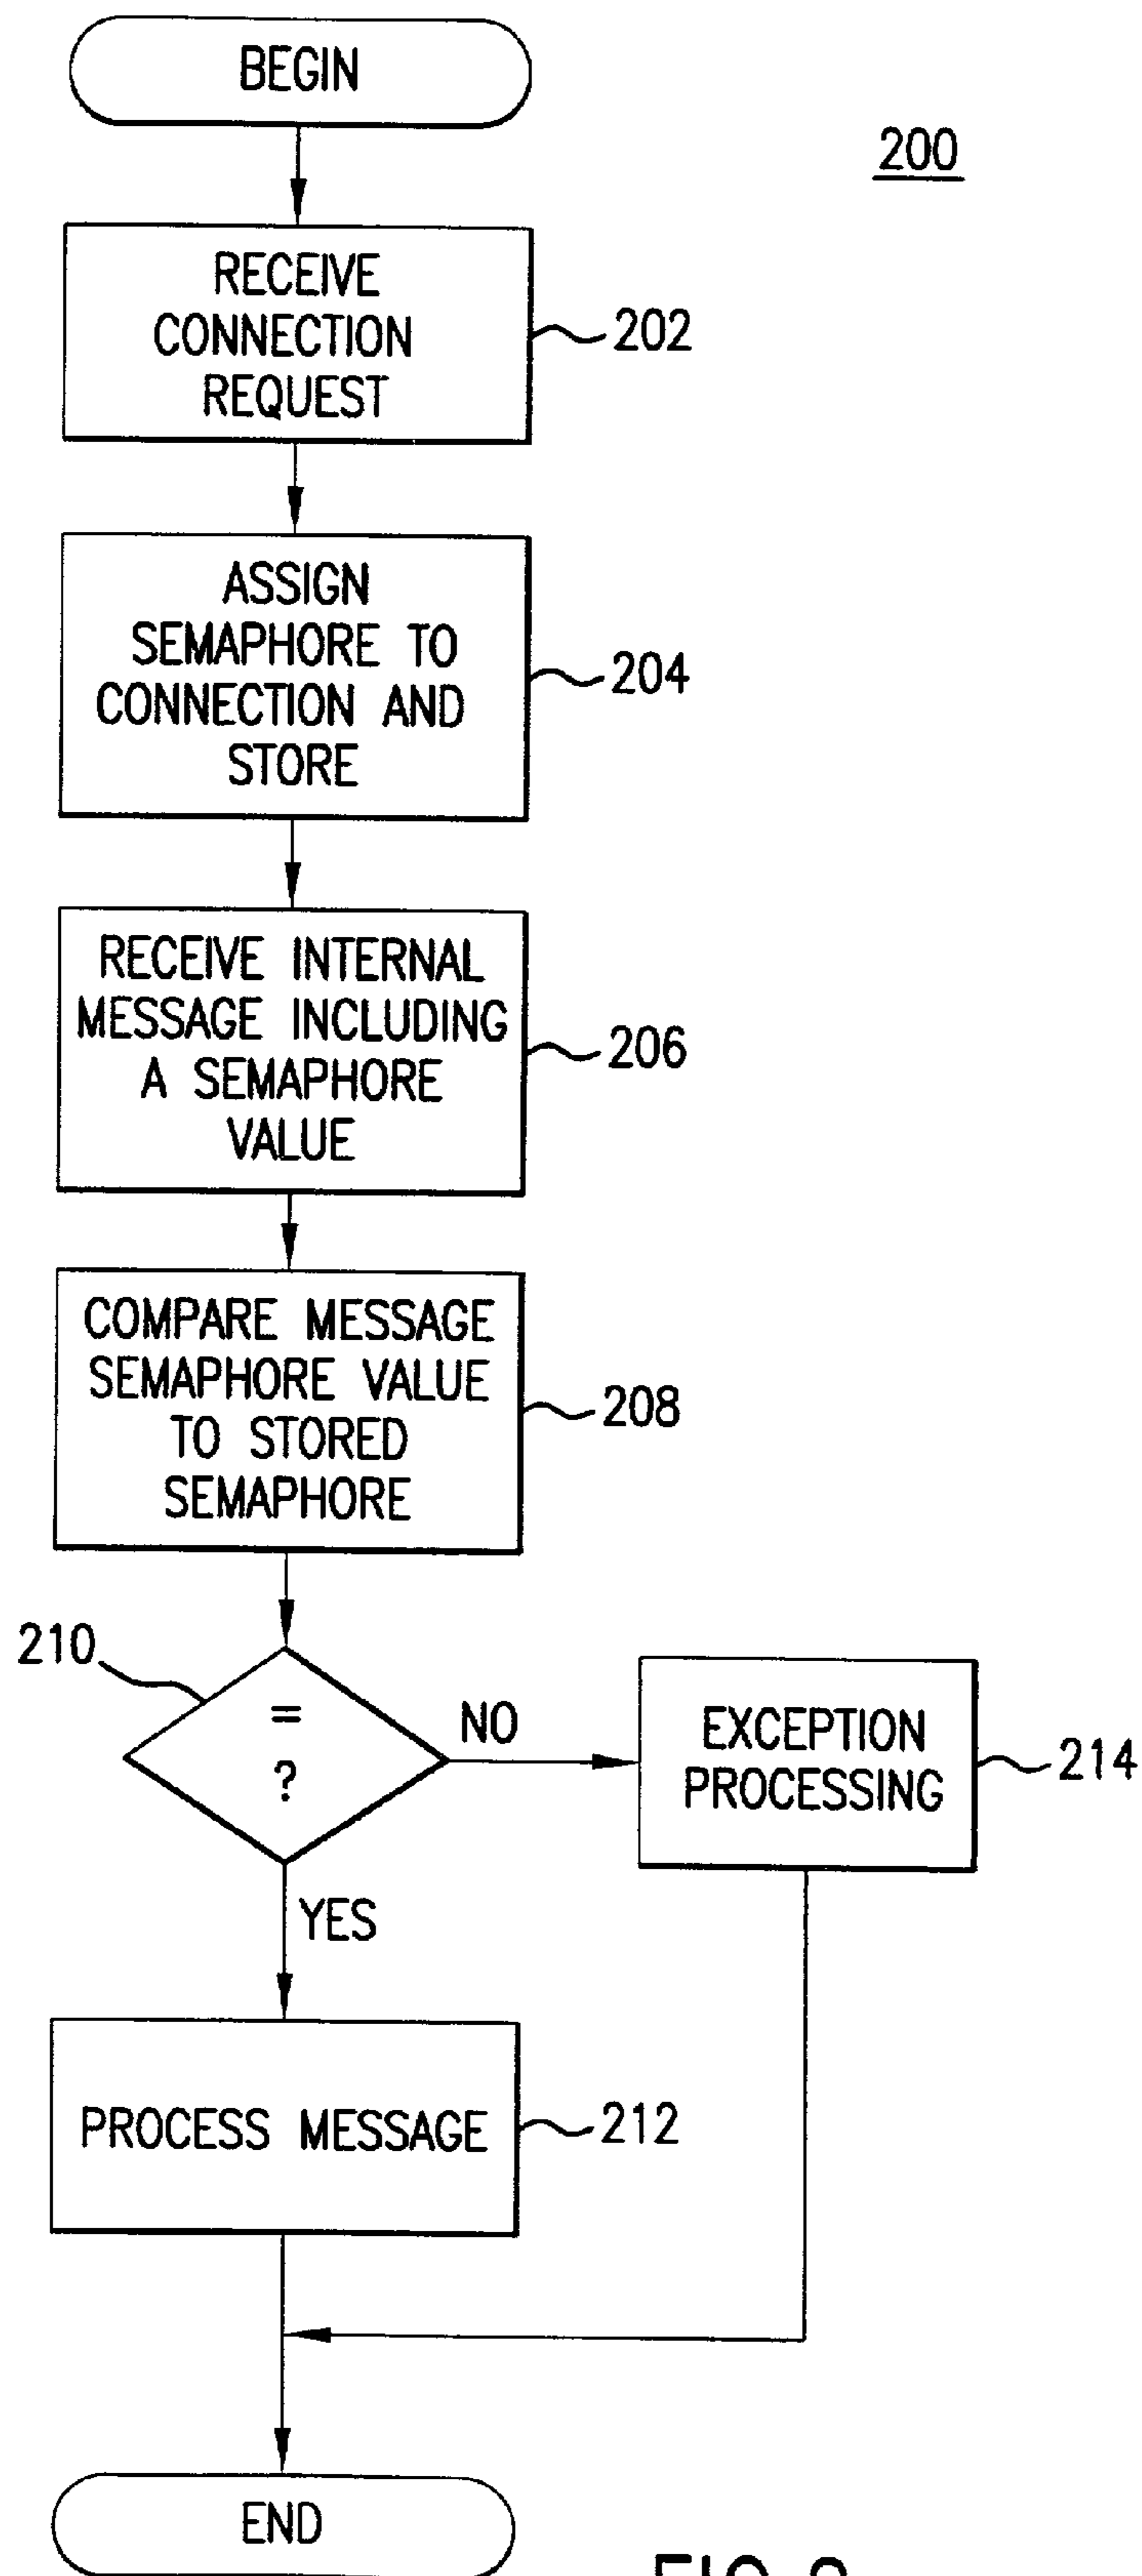 BEGIN
200
RECEIVE
CONNECTION
REQUEST
202
ASSIGN
SEMAPHORE TO
CONNECTION AND
STORE
204
RECEIVE INTERNAL
MESSAGE INCLUDING
A SEMAPHORE
VALUE
206
COMPARE MESSAGE
SEMAPHORE VALUE
TO STORED
SEMAPHORE
208
210
=
?
NO
EXCEPTION
PROCESSING
214
YES
PROCESS MESSAGE
212
END